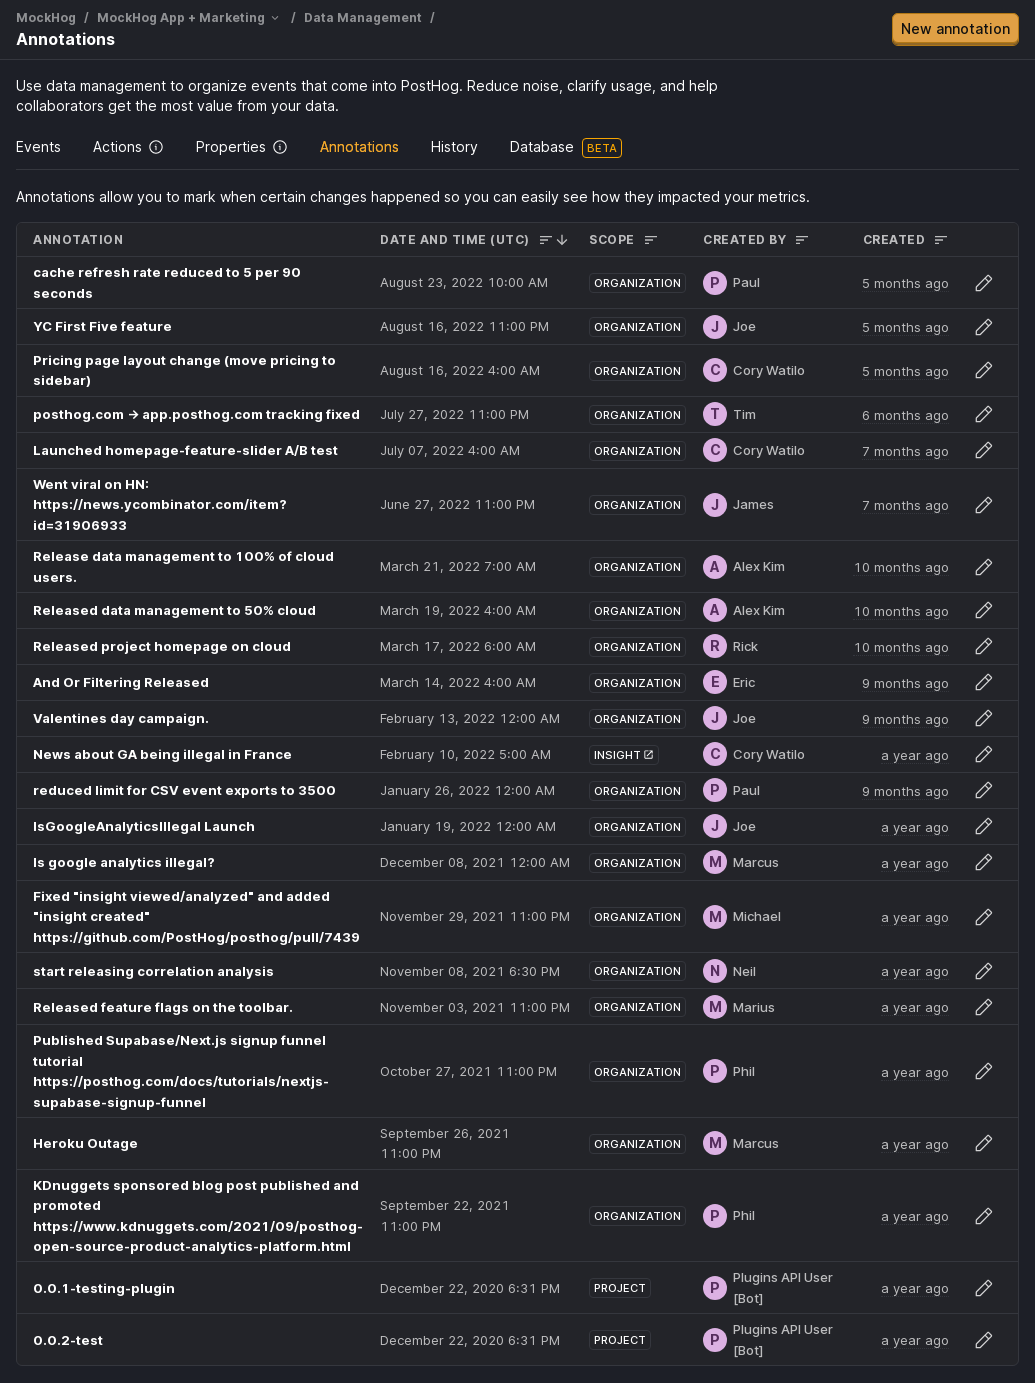 MockHog / MockHog App + Marketing / Data Management /
Annotations
New annotation
Use data management to organize events that come into PostHog. Reduce noise, clarify usage, and help
collaborators get the most value from your data.
Events Actions Properties Annotations History Database BETA
Annotations allow you to mark when certain changes happened so you can easily see how they impacted your metrics.
ANNOTATION DATE AND TIME (UTC) SCOPE CREATED BY CREATED
cache refresh rate reduced to 5 per 90
seconds
August 23, 2022 10:00 AM ORGANIZATION P Paul 5 months ago
YC First Five feature August 16, 2022 11:00 PM ORGANIZATION J Joe 5 months ago
Pricing page layout change (move pricing to
sidebar)
August 16, 2022 4:00 AM ORGANIZATION C Cory Watilo 5 months ago
posthog.com → app.posthog.com tracking fixed July 27, 2022 11:00 PM ORGANIZATION T Tim 6 months ago
Launched homepage-feature-slider A/B test July 07, 2022 4:00 AM ORGANIZATION C Cory Watilo 7 months ago
Went viral on HN:
https://news.ycombinator.com/item?
id=31906933
June 27, 2022 11:00 PM ORGANIZATION J James 7 months ago
Release data management to 100% of cloud
users.
March 21, 2022 7:00 AM ORGANIZATION A Alex Kim 10 months ago
Released data management to 50% cloud March 19, 2022 4:00 AM ORGANIZATION A Alex Kim 10 months ago
Released project homepage on cloud March 17, 2022 6:00 AM ORGANIZATION R Rick 10 months ago
And Or Filtering Released March 14, 2022 4:00 AM ORGANIZATION E Eric 9 months ago
Valentines day campaign. February 13, 2022 12:00 AM ORGANIZATION J Joe 9 months ago
News about GA being illegal in France February 10, 2022 5:00 AM INSIGHT C Cory Watilo a year ago
reduced limit for CSV event exports to 3500 January 26, 2022 12:00 AM ORGANIZATION P Paul 9 months ago
IsGoogleAnalyticsIllegal Launch January 19, 2022 12:00 AM ORGANIZATION J Joe a year ago
Is google analytics illegal? December 08, 2021 12:00 AM ORGANIZATION M Marcus a year ago
Fixed "insight viewed/analyzed" and added
"insight created"
https://github.com/PostHog/posthog/pull/7439
November 29, 2021 11:00 PM ORGANIZATION M Michael a year ago
start releasing correlation analysis November 08, 2021 6:30 PM ORGANIZATION N Neil a year ago
Released feature flags on the toolbar. November 03, 2021 11:00 PM ORGANIZATION M Marius a year ago
Published Supabase/Next.js signup funnel
tutorial
https://posthog.com/docs/tutorials/nextjs-
supabase-signup-funnel
October 27, 2021 11:00 PM ORGANIZATION P Phil a year ago
Heroku Outage
September 26, 2021
11:00 PM
ORGANIZATION M Marcus a year ago
KDnuggets sponsored blog post published and
promoted
https://www.kdnuggets.com/2021/09/posthog-
open-source-product-analytics-platform.html
September 22, 2021
11:00 PM
ORGANIZATION P Phil a year ago
0.0.1-testing-plugin December 22, 2020 6:31 PM PROJECT P
Plugins API User
[Bot]
a year ago
0.0.2-test December 22, 2020 6:31 PM PROJECT P
Plugins API User
[Bot]
a year ago